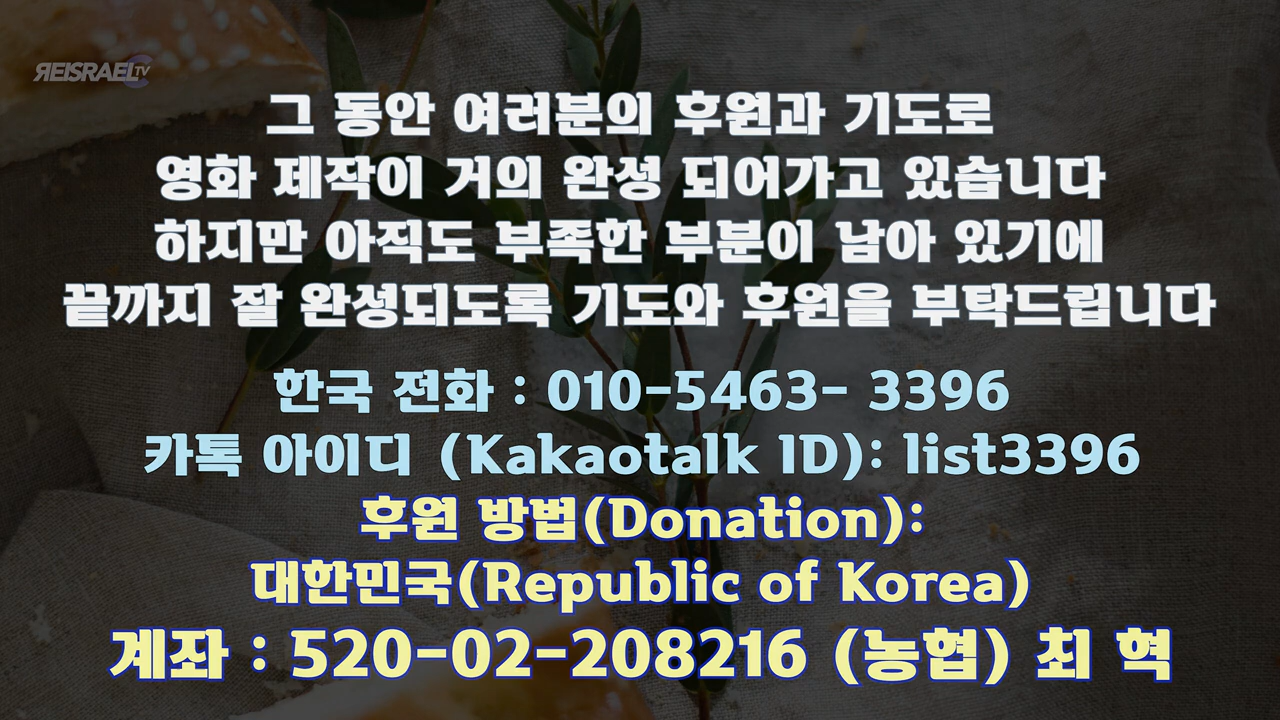 REISRAEL TV
그 동안 여러분의 후원과 기도로
영화 제작이 거의 완성 되어가고 있습니다
하지만 아직도 부족한 부분이 남아 있기에
끝까지 잘 완성되도록 기도와 후원을 부탁드립니다
한국 전화 : 010-5463- 3396
카톡 아이디 (Kakaotalk ID): list3396
후원 방법(Donation):
대한민국(Republic of Korea)
계좌 : 520-02-208216 (농협) 최 혁